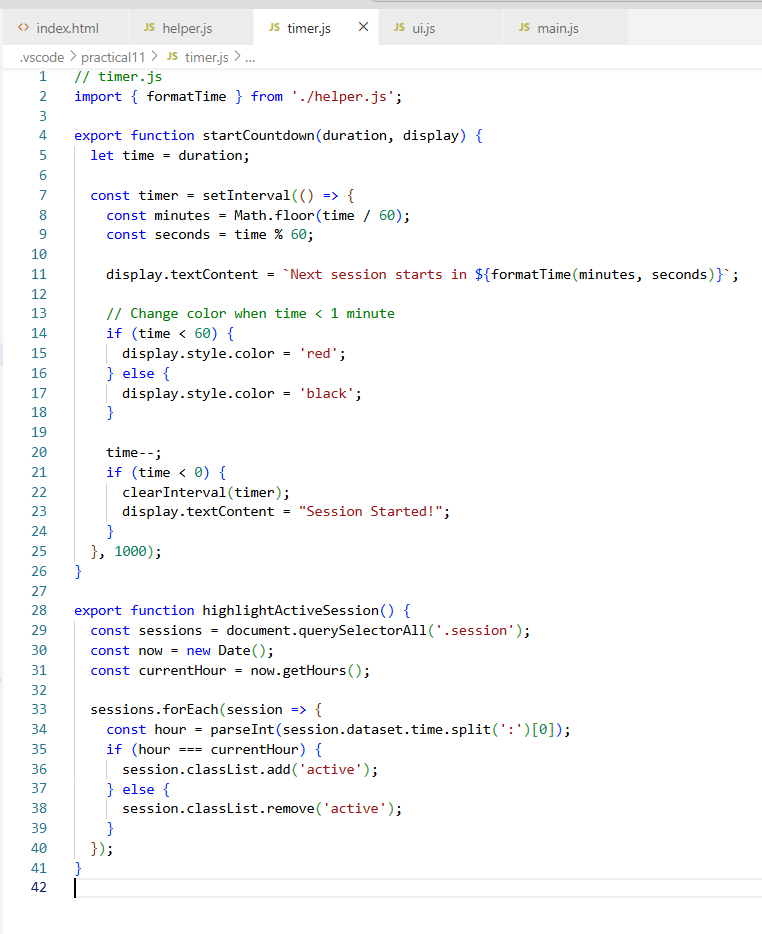 <> index.html JS helper.js JS timer.js × JS ui.js JS main.js
.vscode > practical11 > JS timer.js > ...
1 // timer.js
2 import { formatTime } from './helper.js';
3
4 export function startCountdown(duration, display) {
5 let time = duration;
6
7 const timer = setInterval(() => {
8 const minutes = Math.floor(time / 60);
9 const seconds = time % 60;
10
11 display.textContent = `Next session starts in ${formatTime(minutes, seconds)}`;
12
13 // Change color when time < 1 minute
14 if (time < 60) {
15 display.style.color = 'red';
16 } else {
17 display.style.color = 'black';
18 }
19
20 time--;
21 if (time < 0) {
22 clearInterval(timer);
23 display.textContent = "Session Started!";
24 }
25 }, 1000);
26 }
27
28 export function highlightActiveSession() {
29 const sessions = document.querySelectorAll('.session');
30 const now = new Date();
31 const currentHour = now.getHours();
32
33 sessions.forEach(session => {
34 const hour = parseInt(session.dataset.time.split(':')[0]);
35 if (hour === currentHour) {
36 session.classList.add('active');
37 } else {
38 session.classList.remove('active');
39 }
40 });
41 }
42